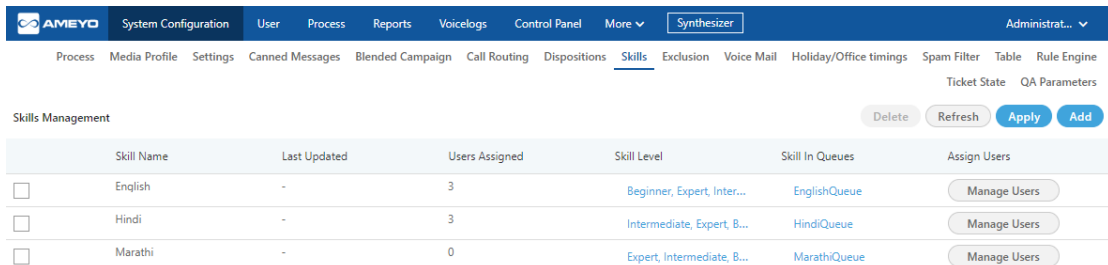 AMEYO System Configuration User Process Reports Voicelogs Control Panel More Synthesizer Administrat...
Process Media Profile Settings Canned Messages Blended Campaign Call Routing Dispositions Skills Exclusion Voice Mail Holiday/Office timings Spam Filter Table Rule Engine
Ticket State QA Parameters
Skills Management Delete Refresh Apply Add
Skill Name Last Updated Users Assigned Skill Level Skill In Queues Assign Users
English - 3 Beginner, Expert, Inter... EnglishQueue Manage Users
Hindi - 3 Intermediate, Expert, B... HindiQueue Manage Users
Marathi - 0 Expert, Intermediate, B... MarathiQueue Manage Users